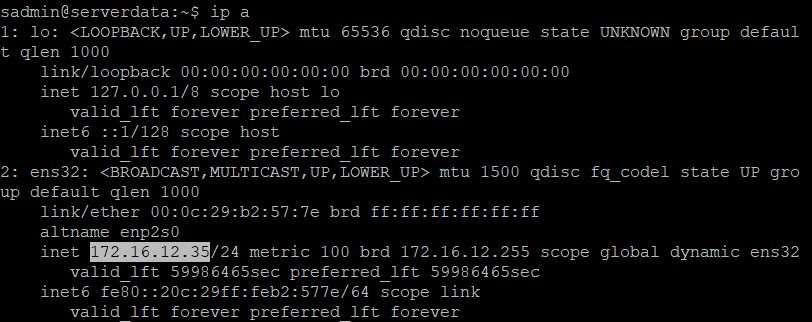 sadmin@serverdata:~$ ip a
1: lo: <LOOPBACK,UP,LOWER_UP> mtu 65536 qdisc noqueue state UNKNOWN group defaul
t qlen 1000
    link/loopback 00:00:00:00:00:00 brd 00:00:00:00:00:00
    inet 127.0.0.1/8 scope host lo
       valid_lft forever preferred_lft forever
    inet6 ::1/128 scope host
       valid_lft forever preferred_lft forever
2: ens32: <BROADCAST,MULTICAST,UP,LOWER_UP> mtu 1500 qdisc fq_codel state UP gro
up default qlen 1000
    link/ether 00:0c:29:b2:57:7e brd ff:ff:ff:ff:ff:ff
    altname enp2s0
    inet 172.16.12.35/24 metric 100 brd 172.16.12.255 scope global dynamic ens32
       valid_lft 59986465sec preferred_lft 59986465sec
    inet6 fe80::20c:29ff:feb2:577e/64 scope link
       valid_lft forever preferred_lft forever